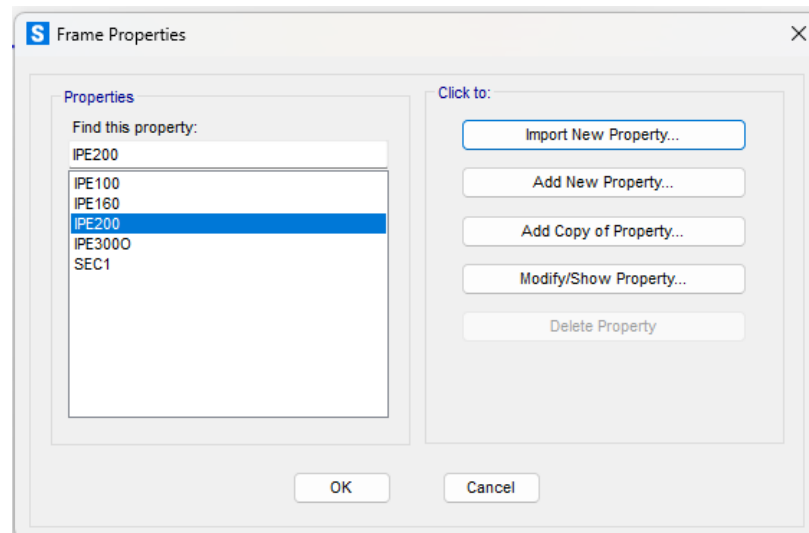 S Frame Properties
Properties
Find this property:
IPE200
IPE100
IPE160
IPE200
IPE300O
SEC1
Click to:
Import New Property...
Add New Property...
Add Copy of Property...
Modify/Show Property...
Delete Property
OK
Cancel